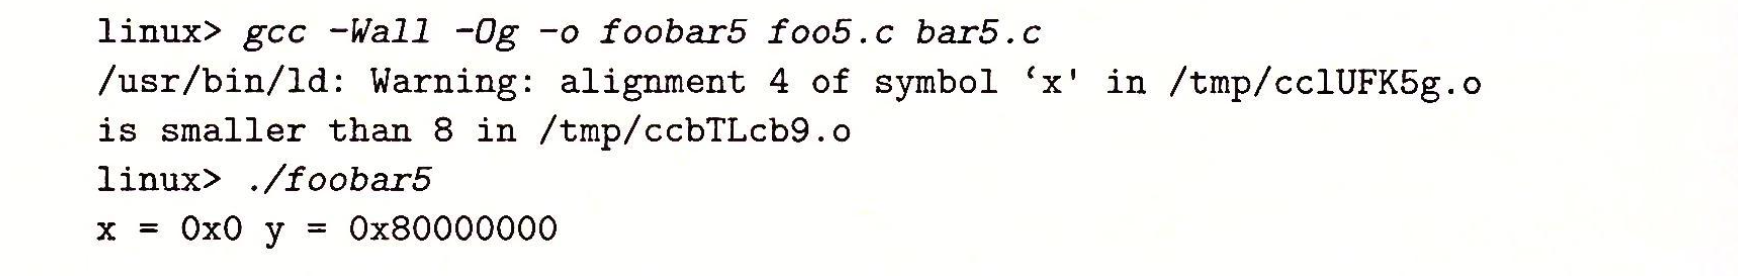 linux> gcc -Wall -Og -o foobar5 foo5.c bar5.c
/usr/bin/ld: Warning: alignment 4 of symbol ‘x' in /tmp/cclUFK5g.o
is smaller than 8 in /tmp/ccbTLcb9.o
linux> ./foobar5
x = 0x0 y = 0x80000000